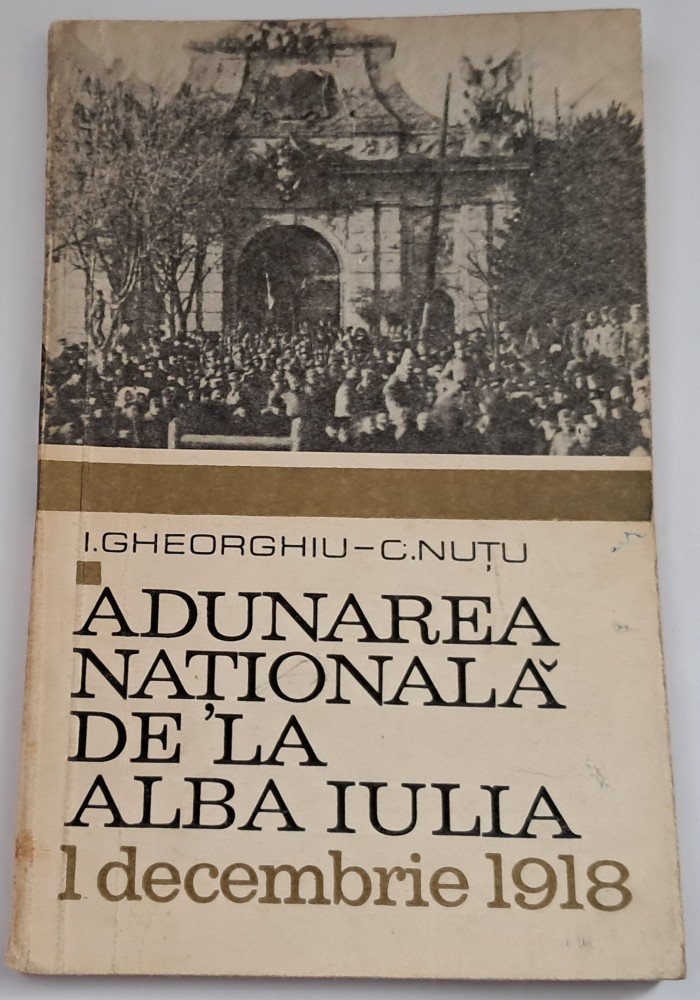 I.GHEORGHIU–C.NUȚU
ADUNAREA
NAȚIONALĂ
DE LA
ALBA IULIA
1 decembrie 1918